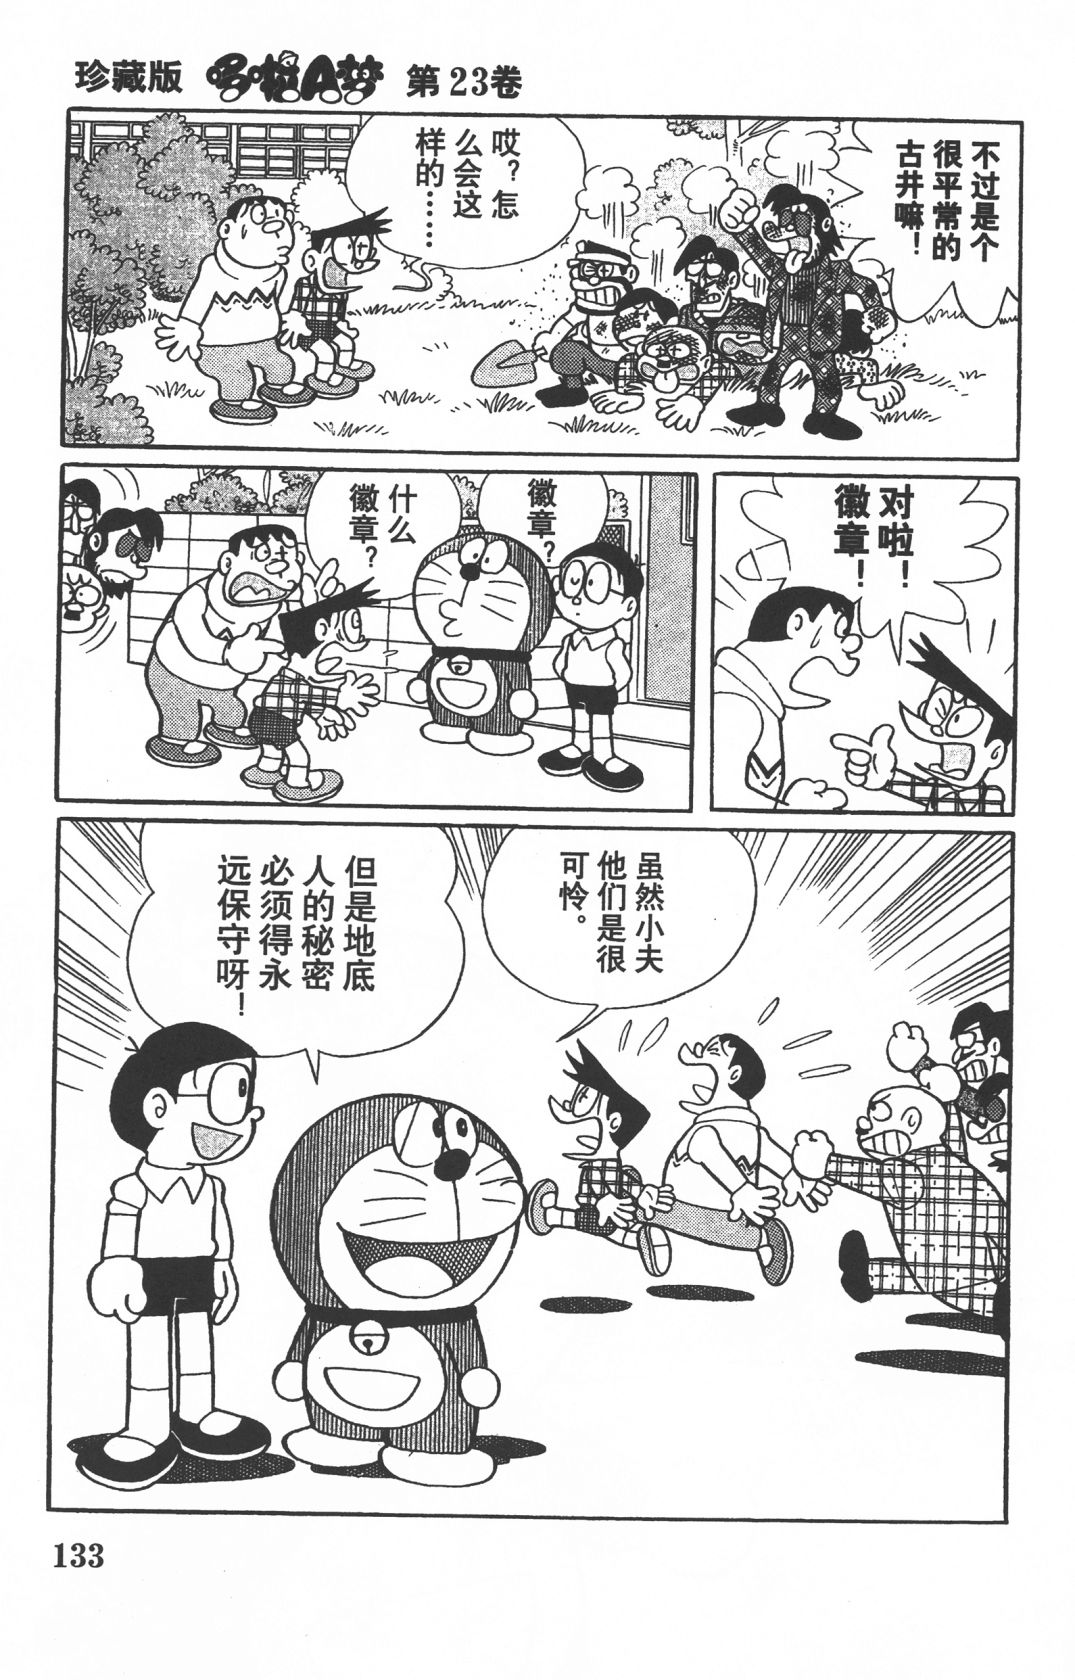 珍藏版 哆啦A梦 第23卷
不过是个
很平常的
古井嘛！
哎？怎
么会这
样的……
对啦！
徽章！
徽章？
什么
徽章？
虽然小夫
他们是很
可怜。
但是地底
人的秘密
必须得永
远保守呀！
133